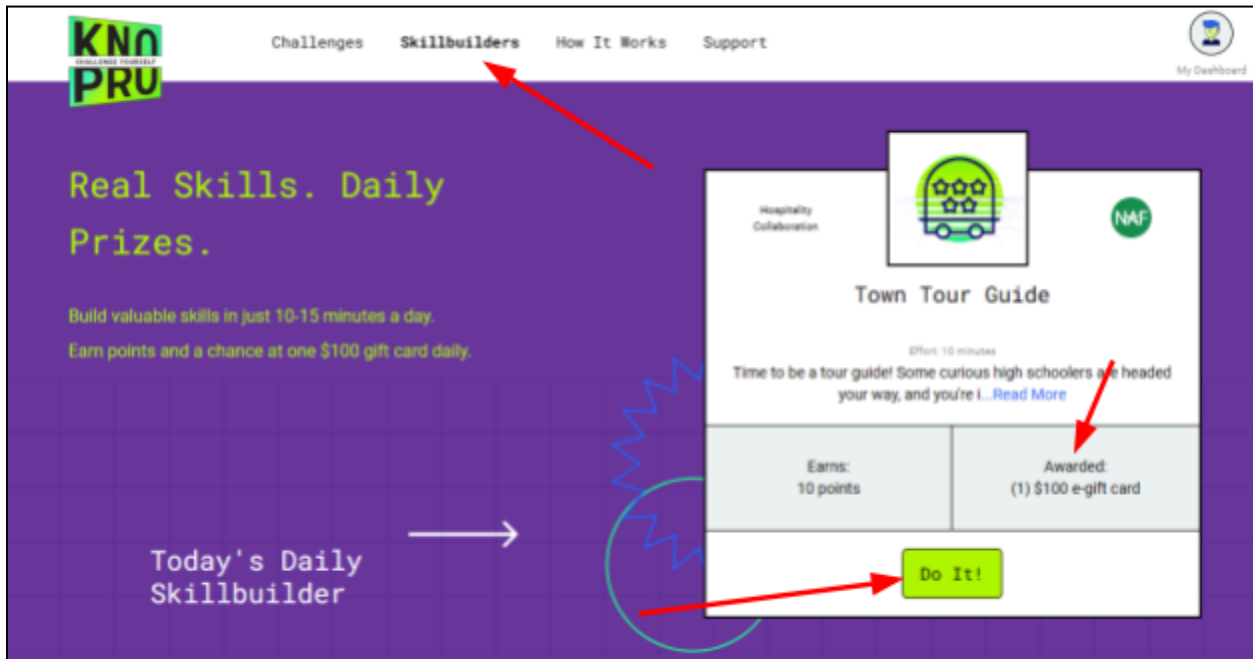 KNO
CHALLENGE YOURSELF
PRO
Challenges
Skillbuilders
How It Works
Support
My Dashboard
Real Skills. Daily
Prizes.
Build valuable skills in just 10-15 minutes a day.
Earn points and a chance at one $100 gift card daily.
Today's Daily
Skillbuilder
Hospitality
Collaboration
NAF
Town Tour Guide
Effort: 10 minutes
Time to be a tour guide! Some curious high schoolers are headed
your way, and you're i...Read More
Earns:
10 points
Awarded:
(1) $100 e-gift card
Do It!